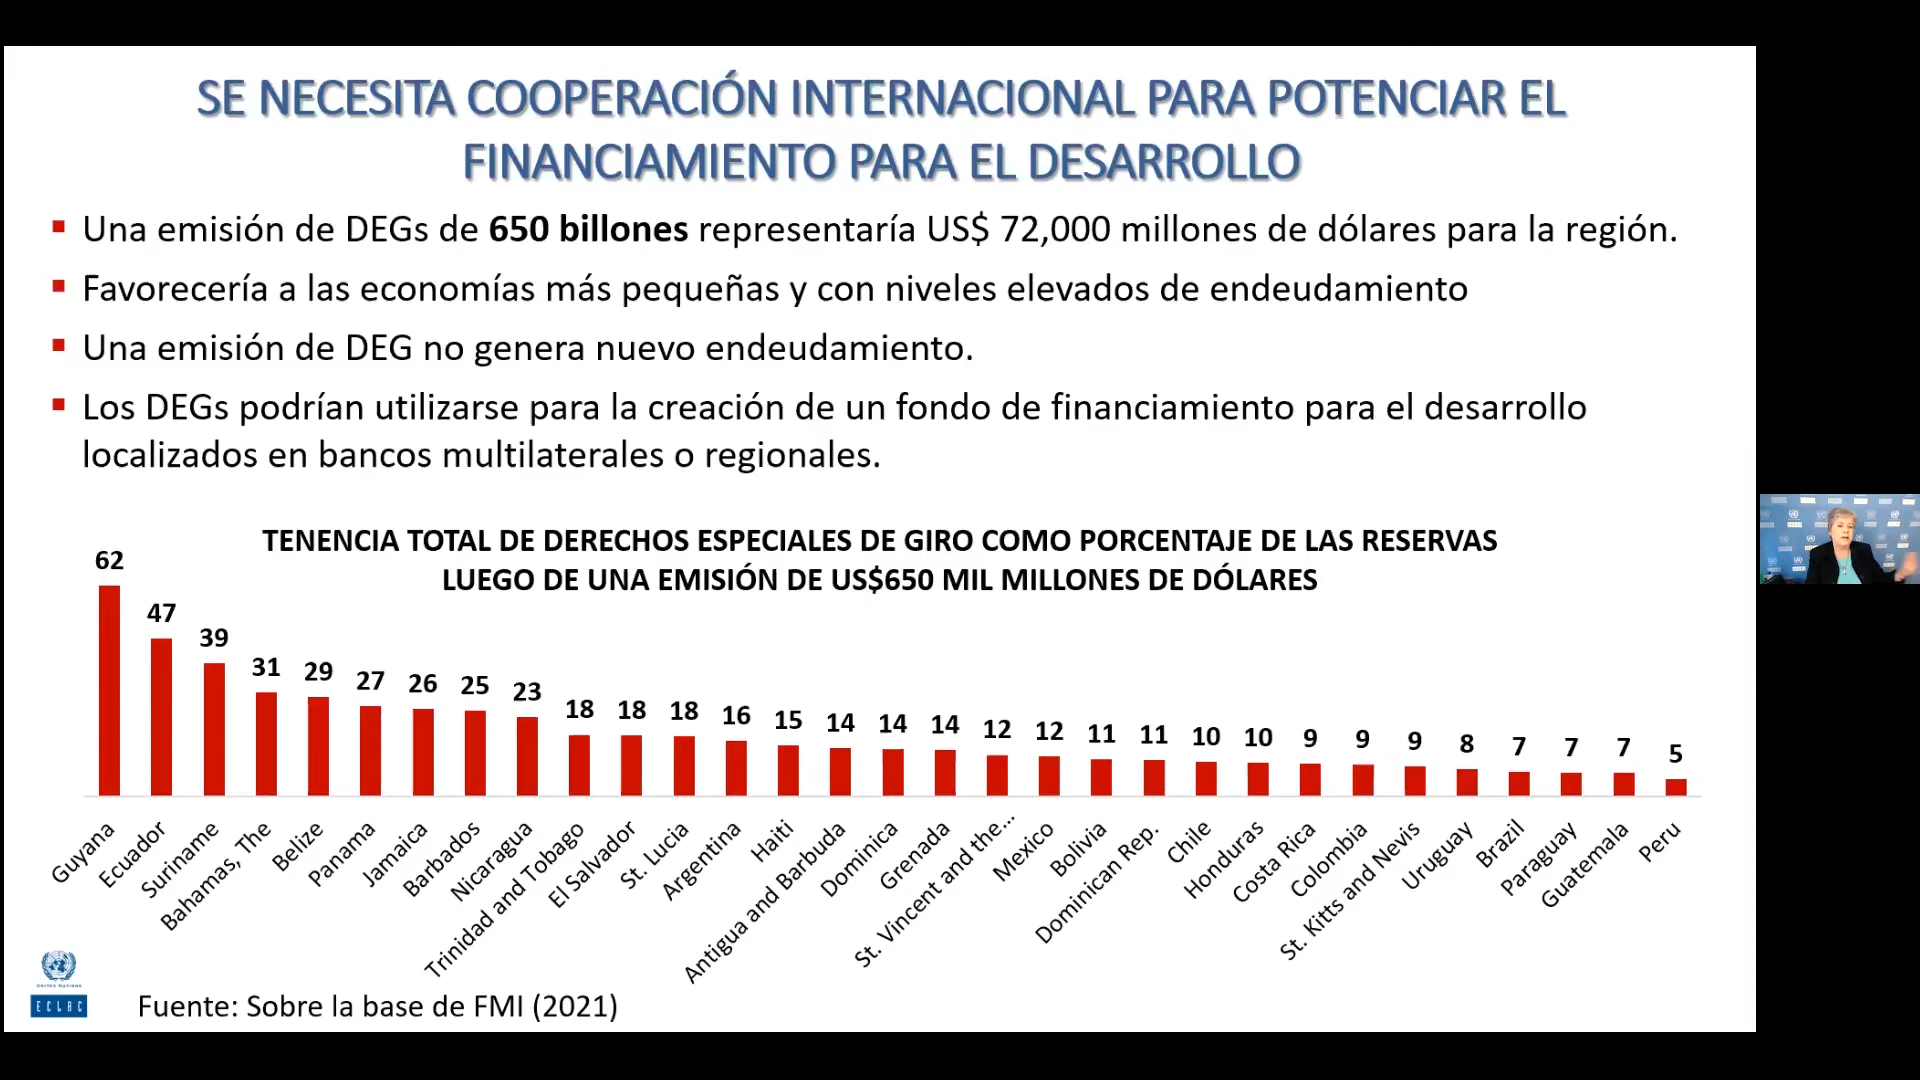 SE NECESITA COOPERACIÓN INTERNACIONAL PARA POTENCIAR EL
FINANCIAMIENTO PARA EL DESARROLLO
Una emisión de DEGs de 650 billones representaría US$ 72,000 millones de dólares para la región.
Favorecería a las economías más pequeñas y con niveles elevados de endeudamiento
Una emisión de DEG no genera nuevo endeudamiento.
Los DEGs podrían utilizarse para la creación de un fondo de financiamiento para el desarrollo
localizados en bancos multilaterales o regionales.
TENENCIA TOTAL DE DERECHOS ESPECIALES DE GIRO COMO PORCENTAJE DE LAS RESERVAS
LUEGO DE UNA EMISIÓN DE US$650 MIL MILLONES DE DÓLARES
62
47
39
31
29
27
26
25
23
18
18
18
16
15
14
14
14
12
12
11
11
10
10
9
9
9
8
7
7
7
5
Guyana
Ecuador
Suriname
Bahamas, The
Belize
Panama
Jamaica
Barbados
Nicaragua
Trinidad and Tobago
El Salvador
St. Lucia
Argentina
Haiti
Antigua and Barbuda
Dominica
Grenada
St. Vincent and the...
Mexico
Bolivia
Dominican Rep.
Chile
Honduras
Costa Rica
Colombia
St. Kitts and Nevis
Uruguay
Brazil
Paraguay
Guatemala
Peru
UNITED NATIONS
ECLAC
Fuente: Sobre la base de FMI (2021)